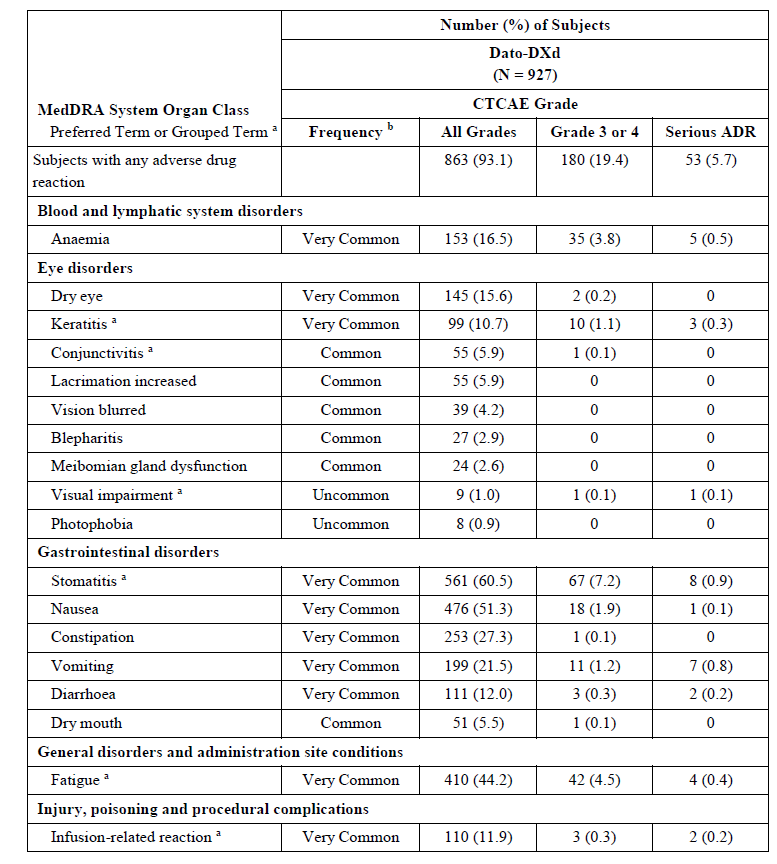 Number (%) of Subjects
Dato-DXd
(N = 927)
CTCAE Grade
MedDRA System Organ Class
Preferred Term or Grouped Term a
Frequency b All Grades Grade 3 or 4 Serious ADR
Subjects with any adverse drug 863 (93.1) 180 (19.4) 53 (5.7)
reaction
Blood and lymphatic system disorders
Anaemia Very Common 153 (16.5) 35 (3.8) 5 (0.5)
Eye disorders
Dry eye Very Common 145 (15.6) 2 (0.2) 0
Keratitis a Very Common 99 (10.7) 10 (1.1) 3 (0.3)
Conjunctivitis a Common 55 (5.9) 1 (0.1) 0
Lacrimation increased Common 55 (5.9) 0 0
Vision blurred Common 39 (4.2) 0 0
Blepharitis Common 27 (2.9) 0 0
Meibomian gland dysfunction Common 24 (2.6) 0 0
Visual impairment a Uncommon 9 (1.0) 1 (0.1) 1 (0.1)
Photophobia Uncommon 8 (0.9) 0 0
Gastrointestinal disorders
Stomatitis a Very Common 561 (60.5) 67 (7.2) 8 (0.9)
Nausea Very Common 476 (51.3) 18 (1.9) 1 (0.1)
Constipation Very Common 253 (27.3) 1 (0.1) 0
Vomiting Very Common 199 (21.5) 11 (1.2) 7 (0.8)
Diarrhoea Very Common 111 (12.0) 3 (0.3) 2 (0.2)
Dry mouth Common 51 (5.5) 1 (0.1) 0
General disorders and administration site conditions
Fatigue a Very Common 410 (44.2) 42 (4.5) 4 (0.4)
Injury, poisoning and procedural complications
Infusion-related reaction a Very Common 110 (11.9) 3 (0.3) 2 (0.2)